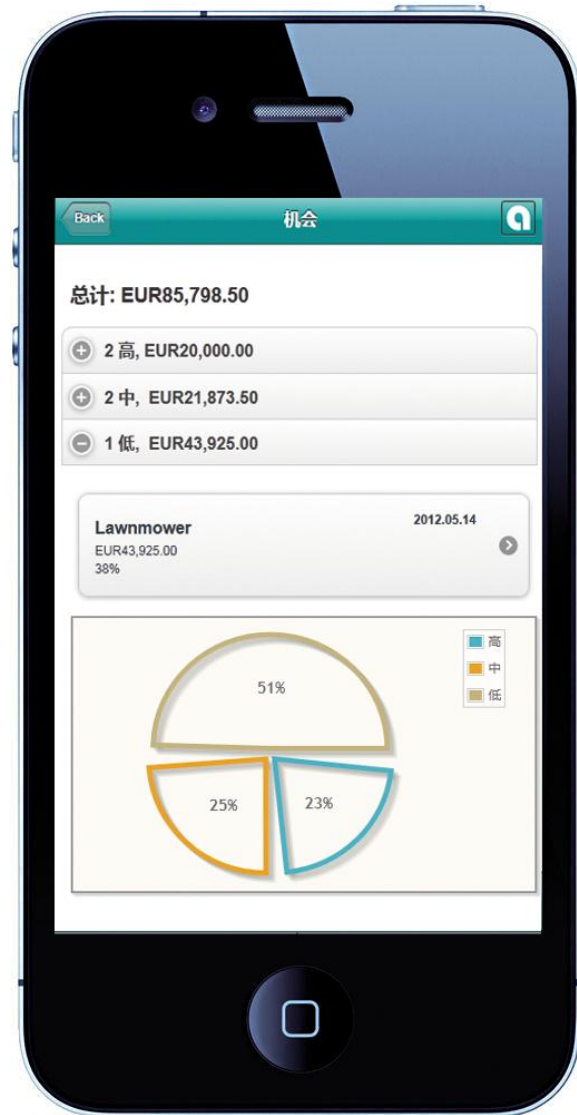 Back
机会
总计: EUR85,798.50
2 高, EUR20,000.00
2 中, EUR21,873.50
1 低, EUR43,925.00
Lawnmower
2012.05.14
EUR43,925.00
38%
高
51%
中
低
25%
23%